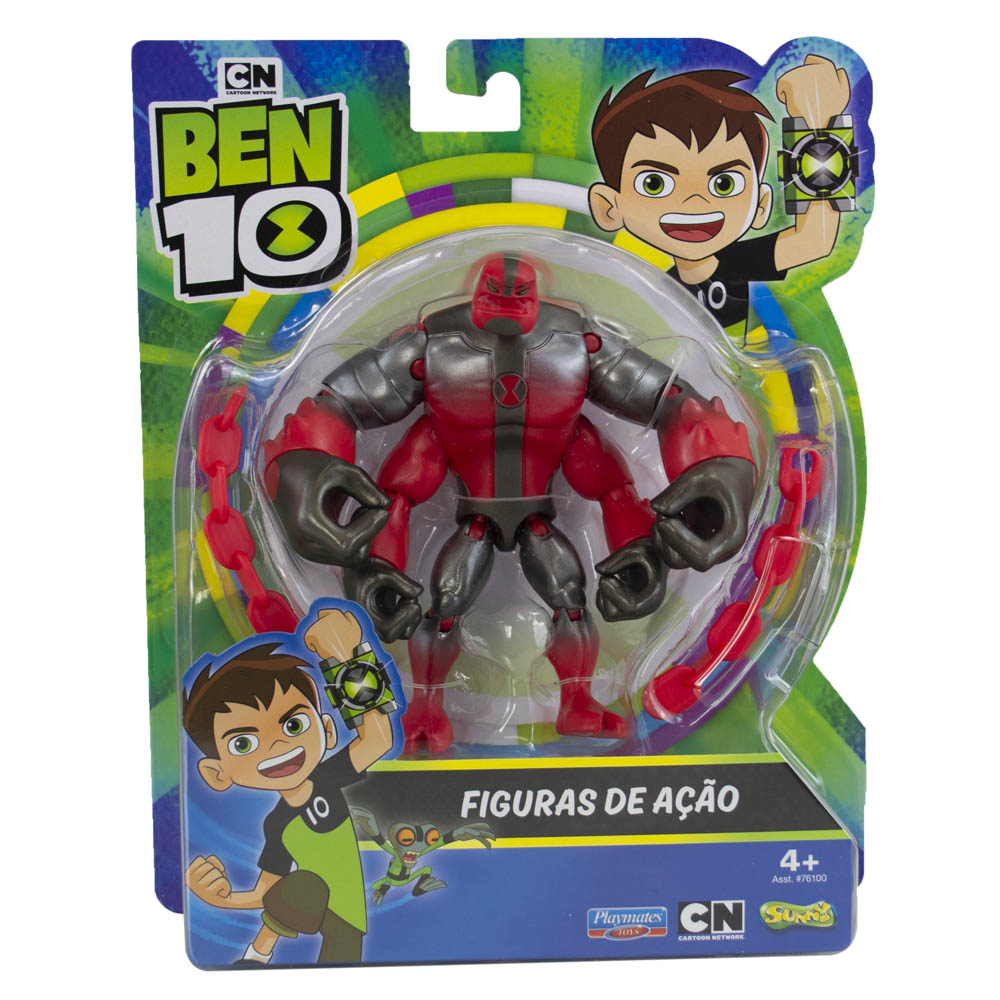 CN
CARTOON NETWORK
BEN
10
10
10
FIGURAS DE AÇÃO
4+
Asst. #76100
Playmates
TOYS
CN
CARTOON NETWORK
SUNNY